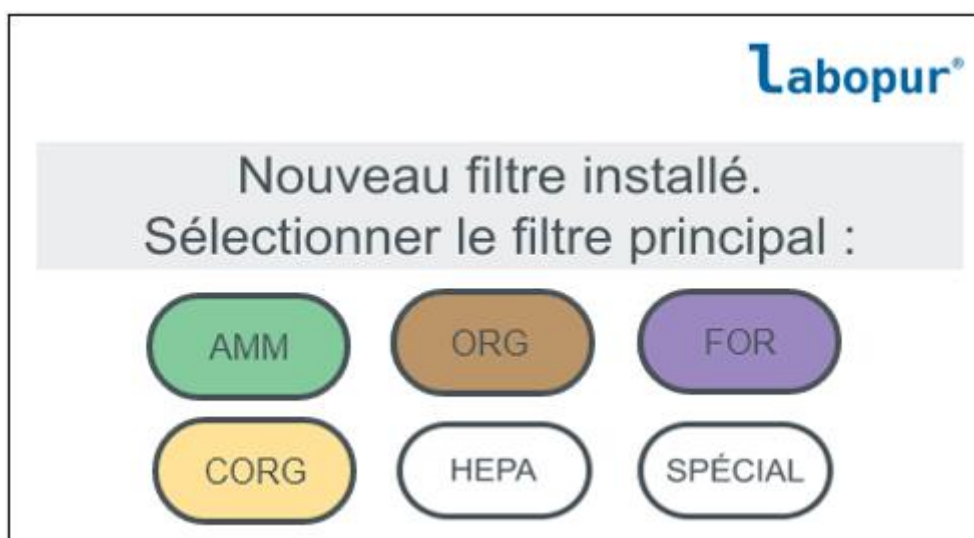 labopur®
Nouveau filtre installé.
Sélectionner le filtre principal :
AMM ORG FOR
CORG HEPA SPÉCIAL